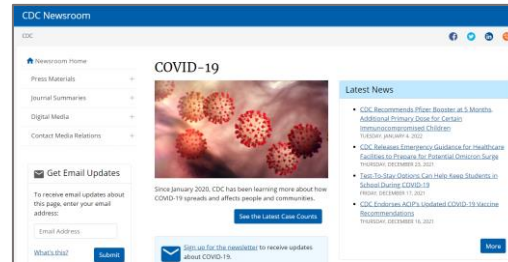 CDC Newsroom
CDC
Newsroom Home
Press Materials
Journal Summaries
Digital Media
Contact Media Relations
Get Email Updates
To receive email updates about
this page, enter your email
address:
Email Address
What's this?
Submit
COVID-19
Since January 2020, CDC has been learning more about how
COVID-19 spreads and affects people and communities.
See the Latest Case Counts
Sign up for the newsletter to receive updates
about COVID-19.
Latest News
CDC Recommends Pfizer Booster at 5 Months,
Additional Primary Dose for Certain
Immunocompromised Children
TUESDAY, JANUARY 4, 2022
CDC Releases Emergency Guidance for Healthcare
Facilities to Prepare for Potential Omicron Surge
THURSDAY, DECEMBER 23, 2021
Test-To-Stay Options Can Help Keep Students in
School During COVID-19
FRIDAY, DECEMBER 17, 2021
CDC Endorses ACIP's Updated COVID-19 Vaccine
Recommendations
THURSDAY, DECEMBER 16, 2021
More